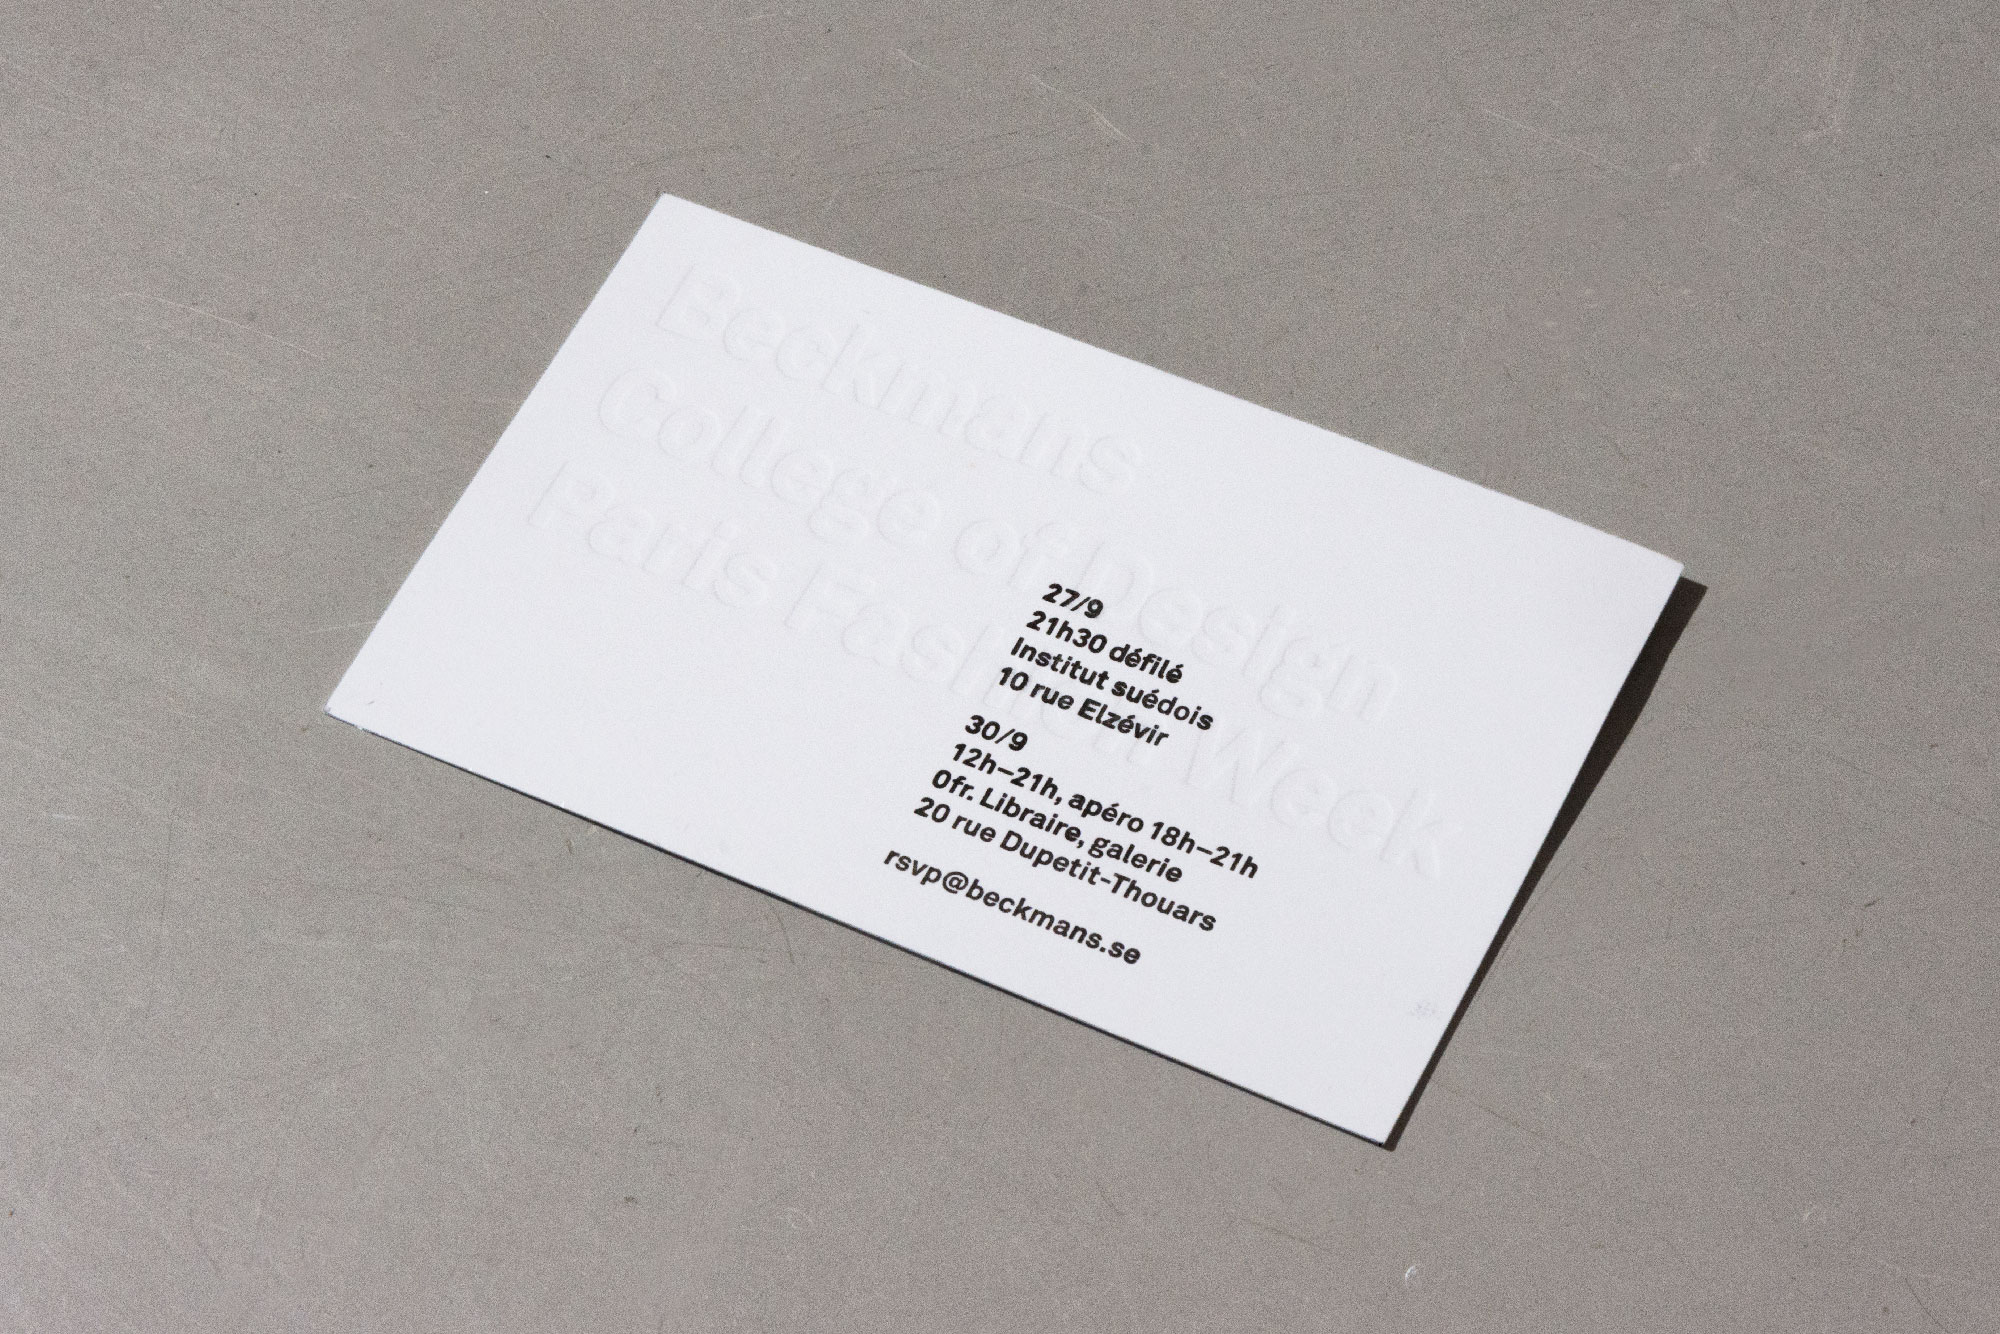 Beckmans
College of Design
Paris Fashion Week
27/9
21h30 défilé
Institut suédois
10 rue Elzévir
30/9
12h–21h, apéro 18h–21h
0fr. Libraire, galerie
20 rue Dupetit-Thouars
rsvp@beckmans.se